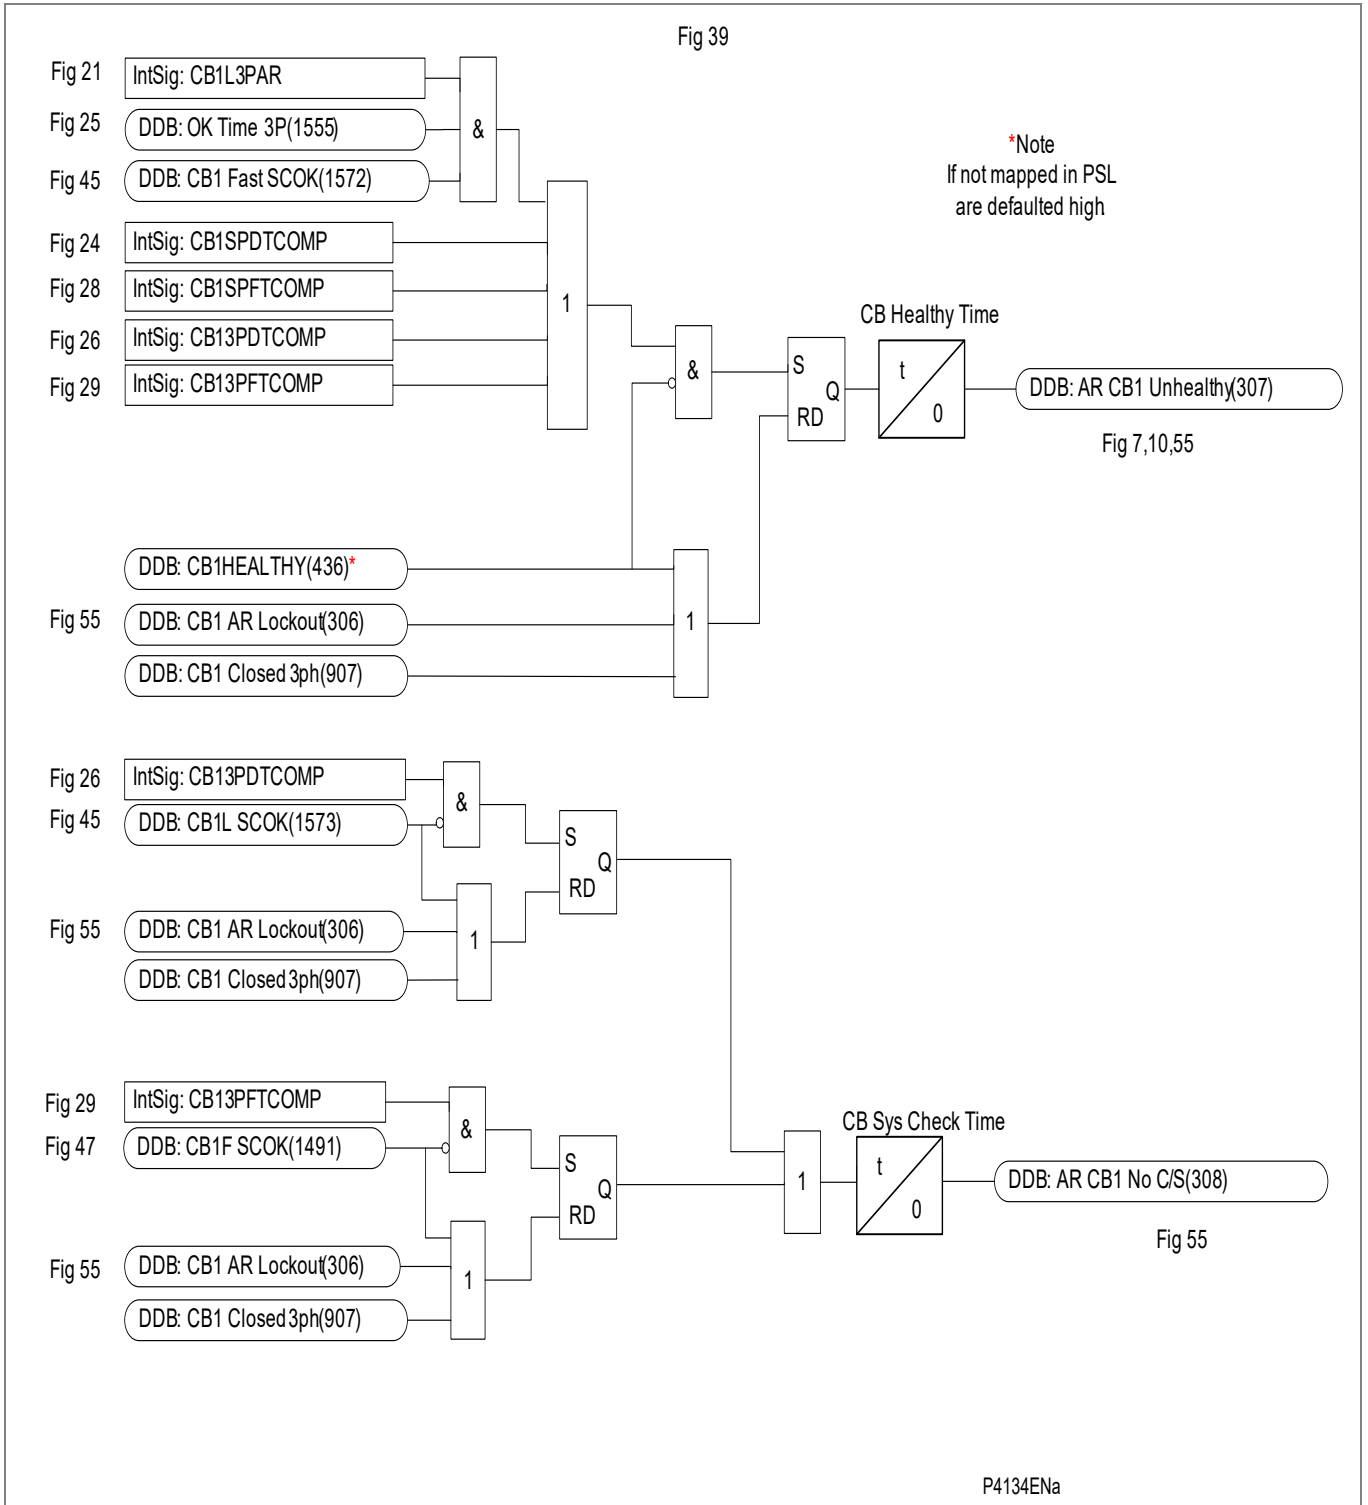 Fig 39
Fig 21
IntSig: CB1L3PAR
Fig 25
DDB: OK Time 3P(1555)
&
Fig 45
DDB: CB1 Fast SCOK(1572)
*Note
If not mapped in PSL
are defaulted high
Fig 24
IntSig: CB1SPDTCOMP
Fig 28
IntSig: CB1SPFTCOMP
1
Fig 26
IntSig: CB13PDTCOMP
Fig 29
IntSig: CB13PFTCOMP
&
S
Q
RD
CB Healthy Time
t
0
DDB: AR CB1 Unhealthy(307)
Fig 7,10,55
DDB: CB1HEALTHY(436)*
Fig 55
DDB: CB1 AR Lockout(306)
1
DDB: CB1 Closed 3ph(907)
Fig 26
IntSig: CB13PDTCOMP
&
Fig 45
DDB: CB1L SCOK(1573)
S
Q
RD
Fig 55
DDB: CB1 AR Lockout(306)
1
DDB: CB1 Closed 3ph(907)
Fig 29
IntSig: CB13PFTCOMP
&
Fig 47
DDB: CB1F SCOK(1491)
S
Q
RD
1
CB Sys Check Time
t
0
DDB: AR CB1 No C/S(308)
Fig 55
Fig 55
DDB: CB1 AR Lockout(306)
1
DDB: CB1 Closed 3ph(907)
P4134ENa